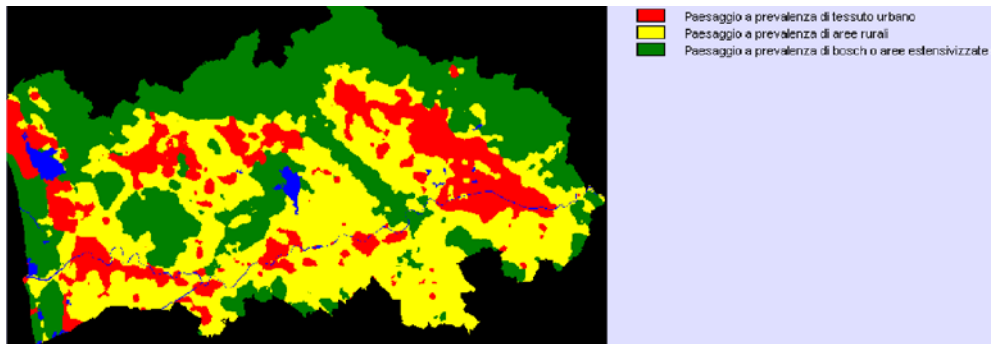 Paesaggio a prevalenza di tessuto urbano
Paesaggio a prevalenza di aree rurali
Paesaggio a prevalenza di bosch o aree estensivizzate